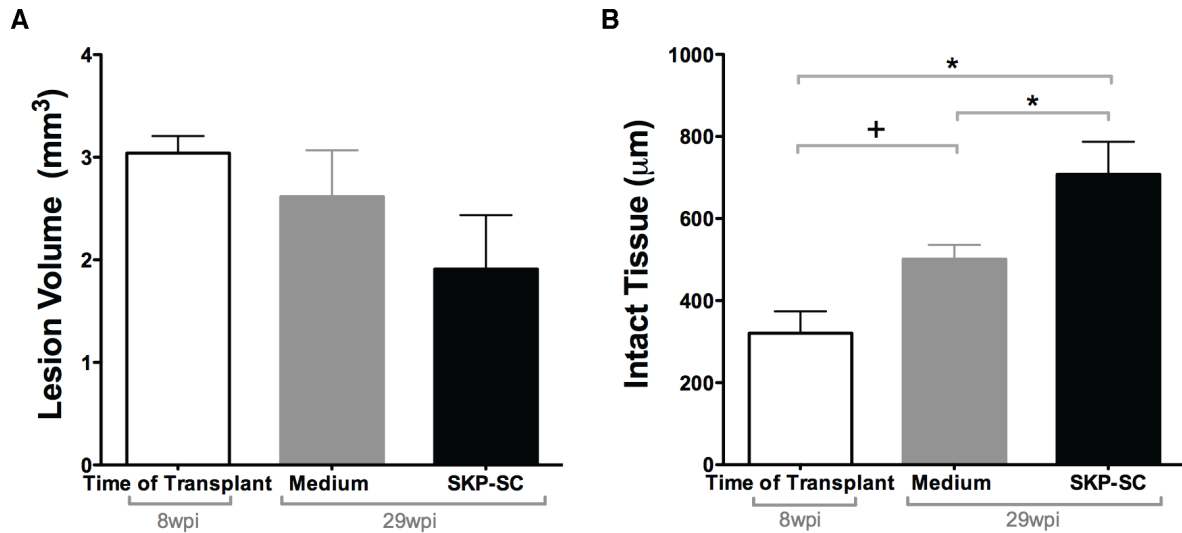 A
Lesion Volume (mm3)
4
3
2
1
0
Time of Transplant
Medium
SKP-SC
8wpi
29wpi
B
Intact Tissue (μm)
1000
800
600
400
200
0
*
*
+
Time of Transplant
Medium
SKP-SC
8wpi
29wpi